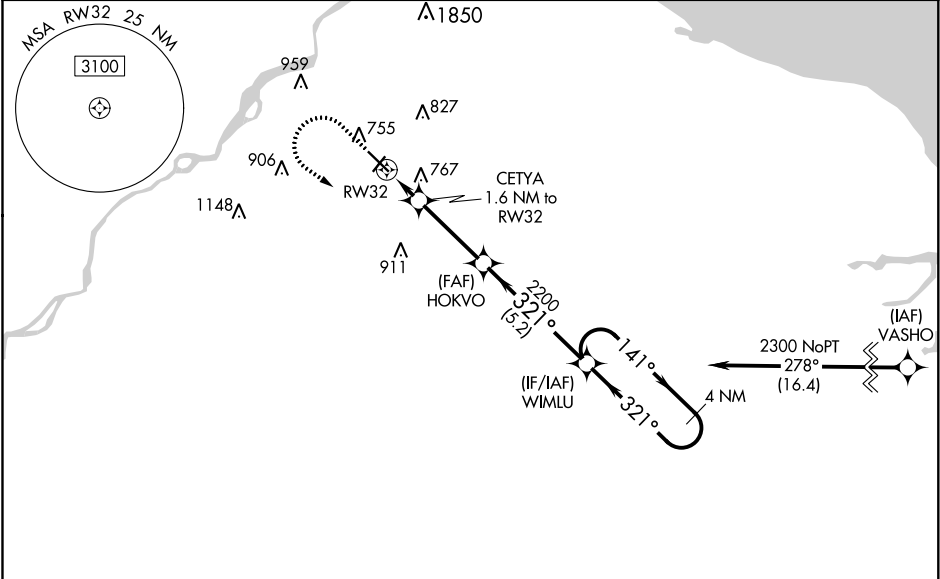 MSA RW32 25 NM
3100
1850
959
827
755
906
767
RW32
CETYA
1.6 NM to
RW32
1148
911
(FAF)
HOKVO
2200
321°
(5.2)
(IAF)
VASHO
2300 NoPT
278°
(16.4)
141°
4 NM
(IF/IAF)
WIMLU
321°